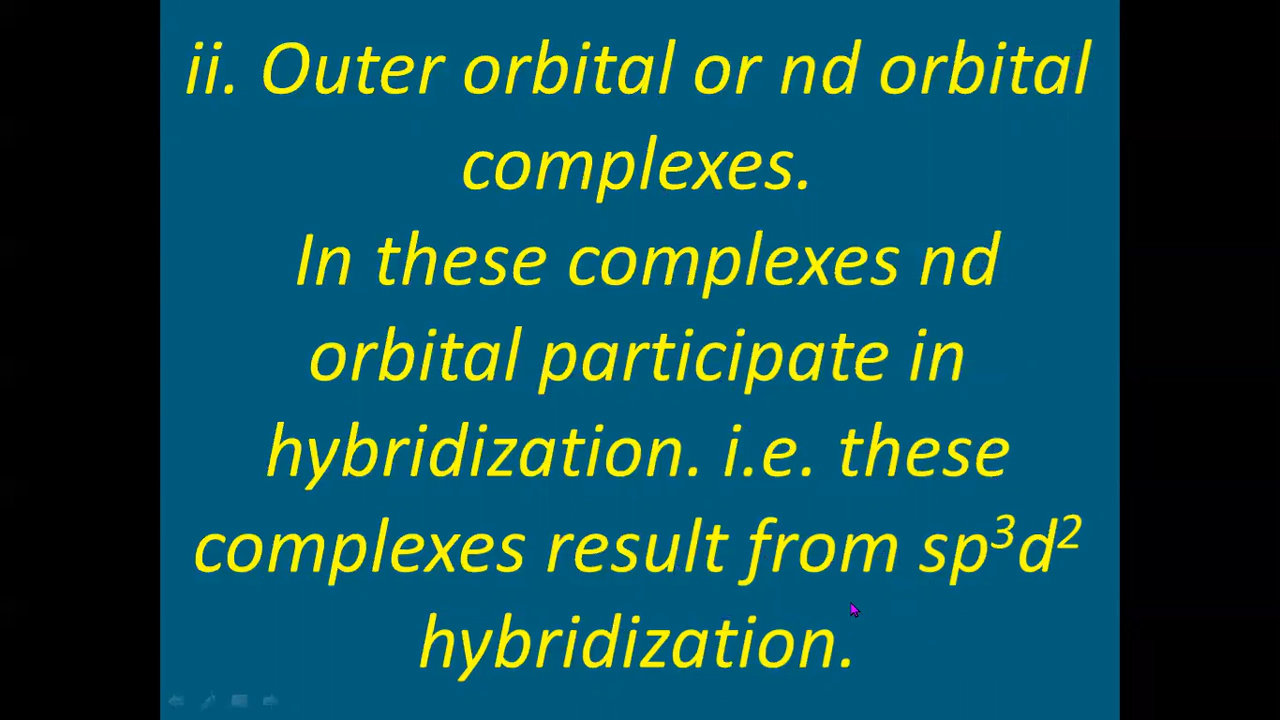 ii. Outer orbital or nd orbital
complexes.
In these complexes nd
orbital participate in
hybridization. i.e. these
complexes result from sp³d²
hybridization.